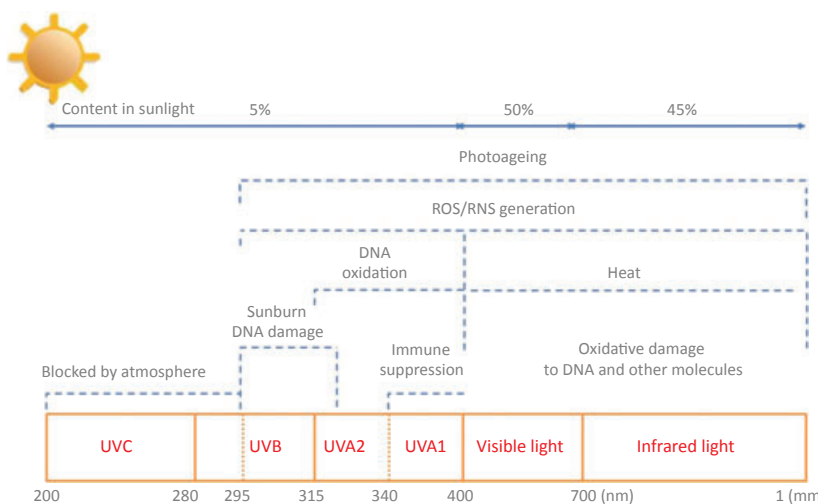 Content in sunlight 5% 50% 45%
Photoageing
ROS/RNS generation
DNA
oxidation
Heat
Sunburn
DNA damage
Immune
suppression
Oxidative damage
to DNA and other molecules
Blocked by atmosphere
UVC UVB UVA2 UVA1 Visible light Infrared light
200 280 295 315 340 400 700 (nm) 1 (mm